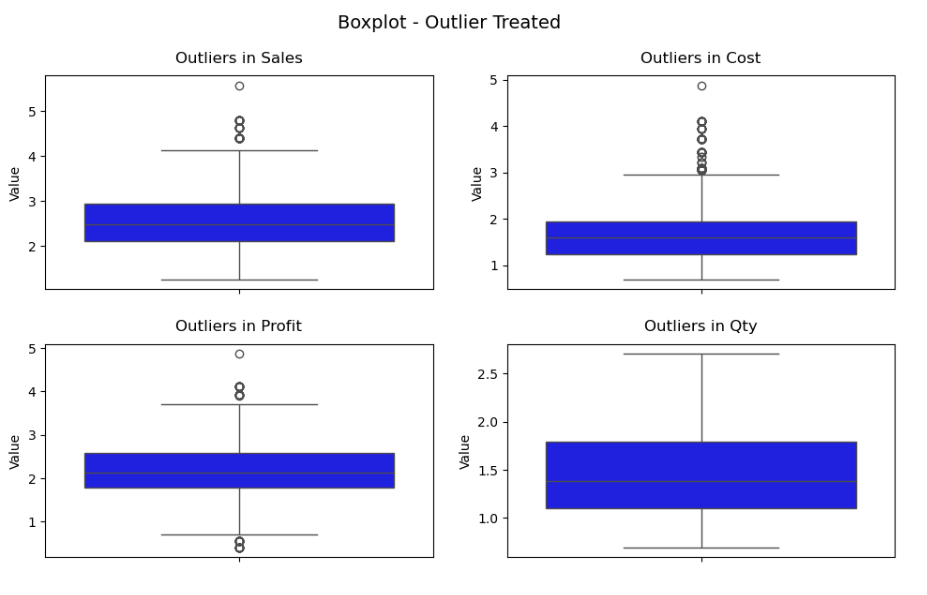 Boxplot - Outlier Treated
Outliers in Sales
Outliers in Cost
Value
5
4
3
2
Value
5
4
3
2
1
Outliers in Profit
Outliers in Qty
Value
5
4
3
2
1
Value
2.5
2.0
1.5
1.0